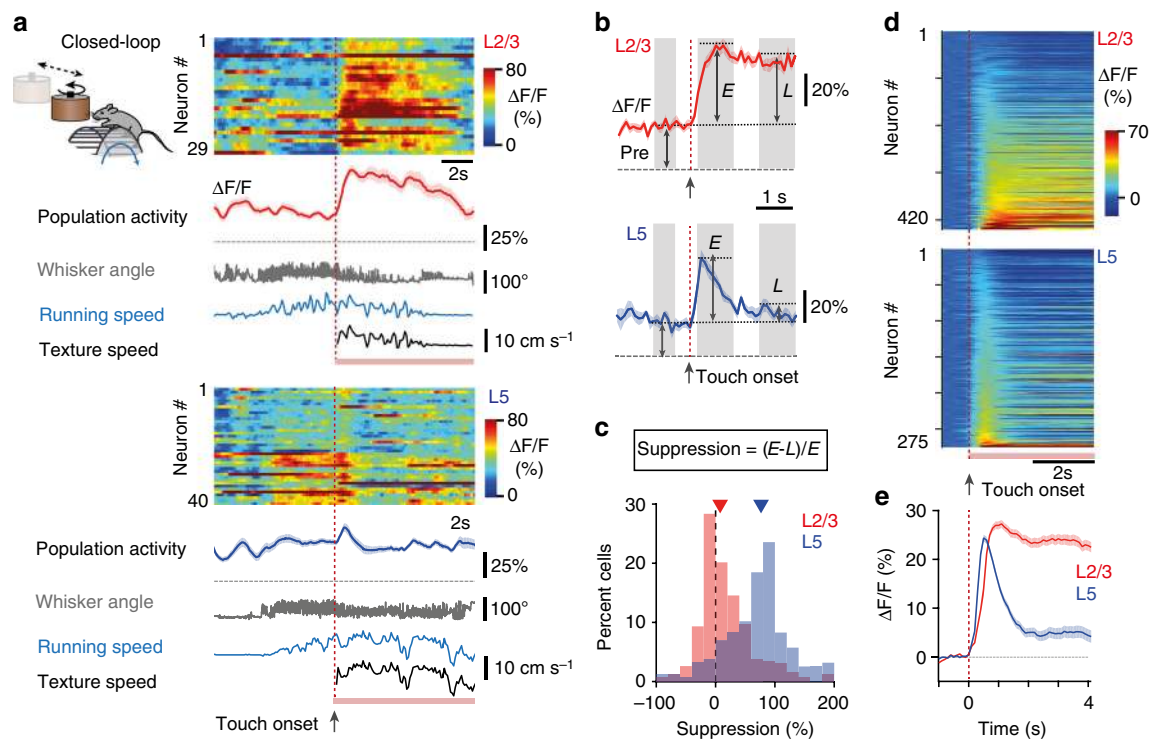 a
Closed-loop
Neuron #
1
29
L2/3
80
ΔF/F
(%)
0
2s
ΔF/F
Population activity
25%
Whisker angle
100°
Running speed
Texture speed
10 cm s⁻¹
Neuron #
1
40
L5
80
ΔF/F
(%)
0
2s
Population activity
25%
Whisker angle
100°
Running speed
Texture speed
10 cm s⁻¹
Touch onset
b
L2/3
ΔF/F
E
L
20%
Pre
1 s
L5
E
L
20%
Touch onset
c
Suppression = (E-L)/E
L2/3
L5
Percent cells
30
20
10
0
−100
0
100
200
Suppression (%)
d
Neuron #
1
420
L2/3
ΔF/F
(%)
70
0
1
275
L5
Neuron #
2s
Touch onset
e
ΔF/F (%)
30
20
10
0
L2/3
L5
0
4
Time (s)